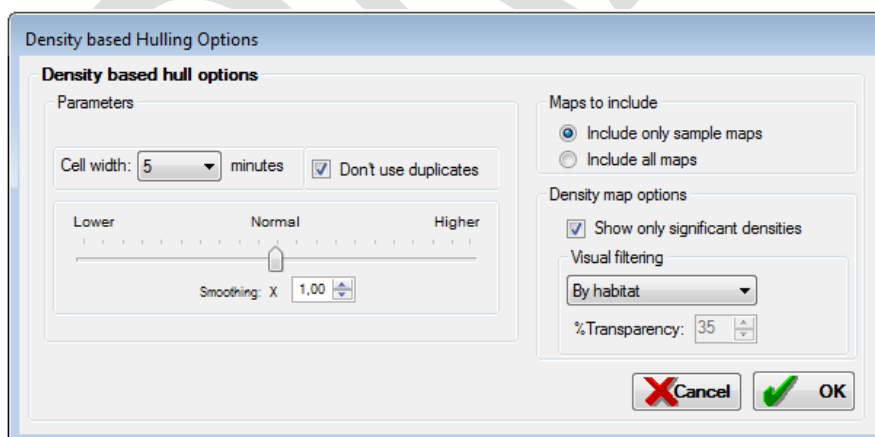 Density based Hulling Options
Density based hull options
Parameters
Cell width: 5 minutes
Don't use duplicates
Lower Normal Higher
Smoothing: X 1,00
Maps to include
Include only sample maps
Include all maps
Density map options
Show only significant densities
Visual filtering
By habitat
%Transparency: 35
Cancel OK